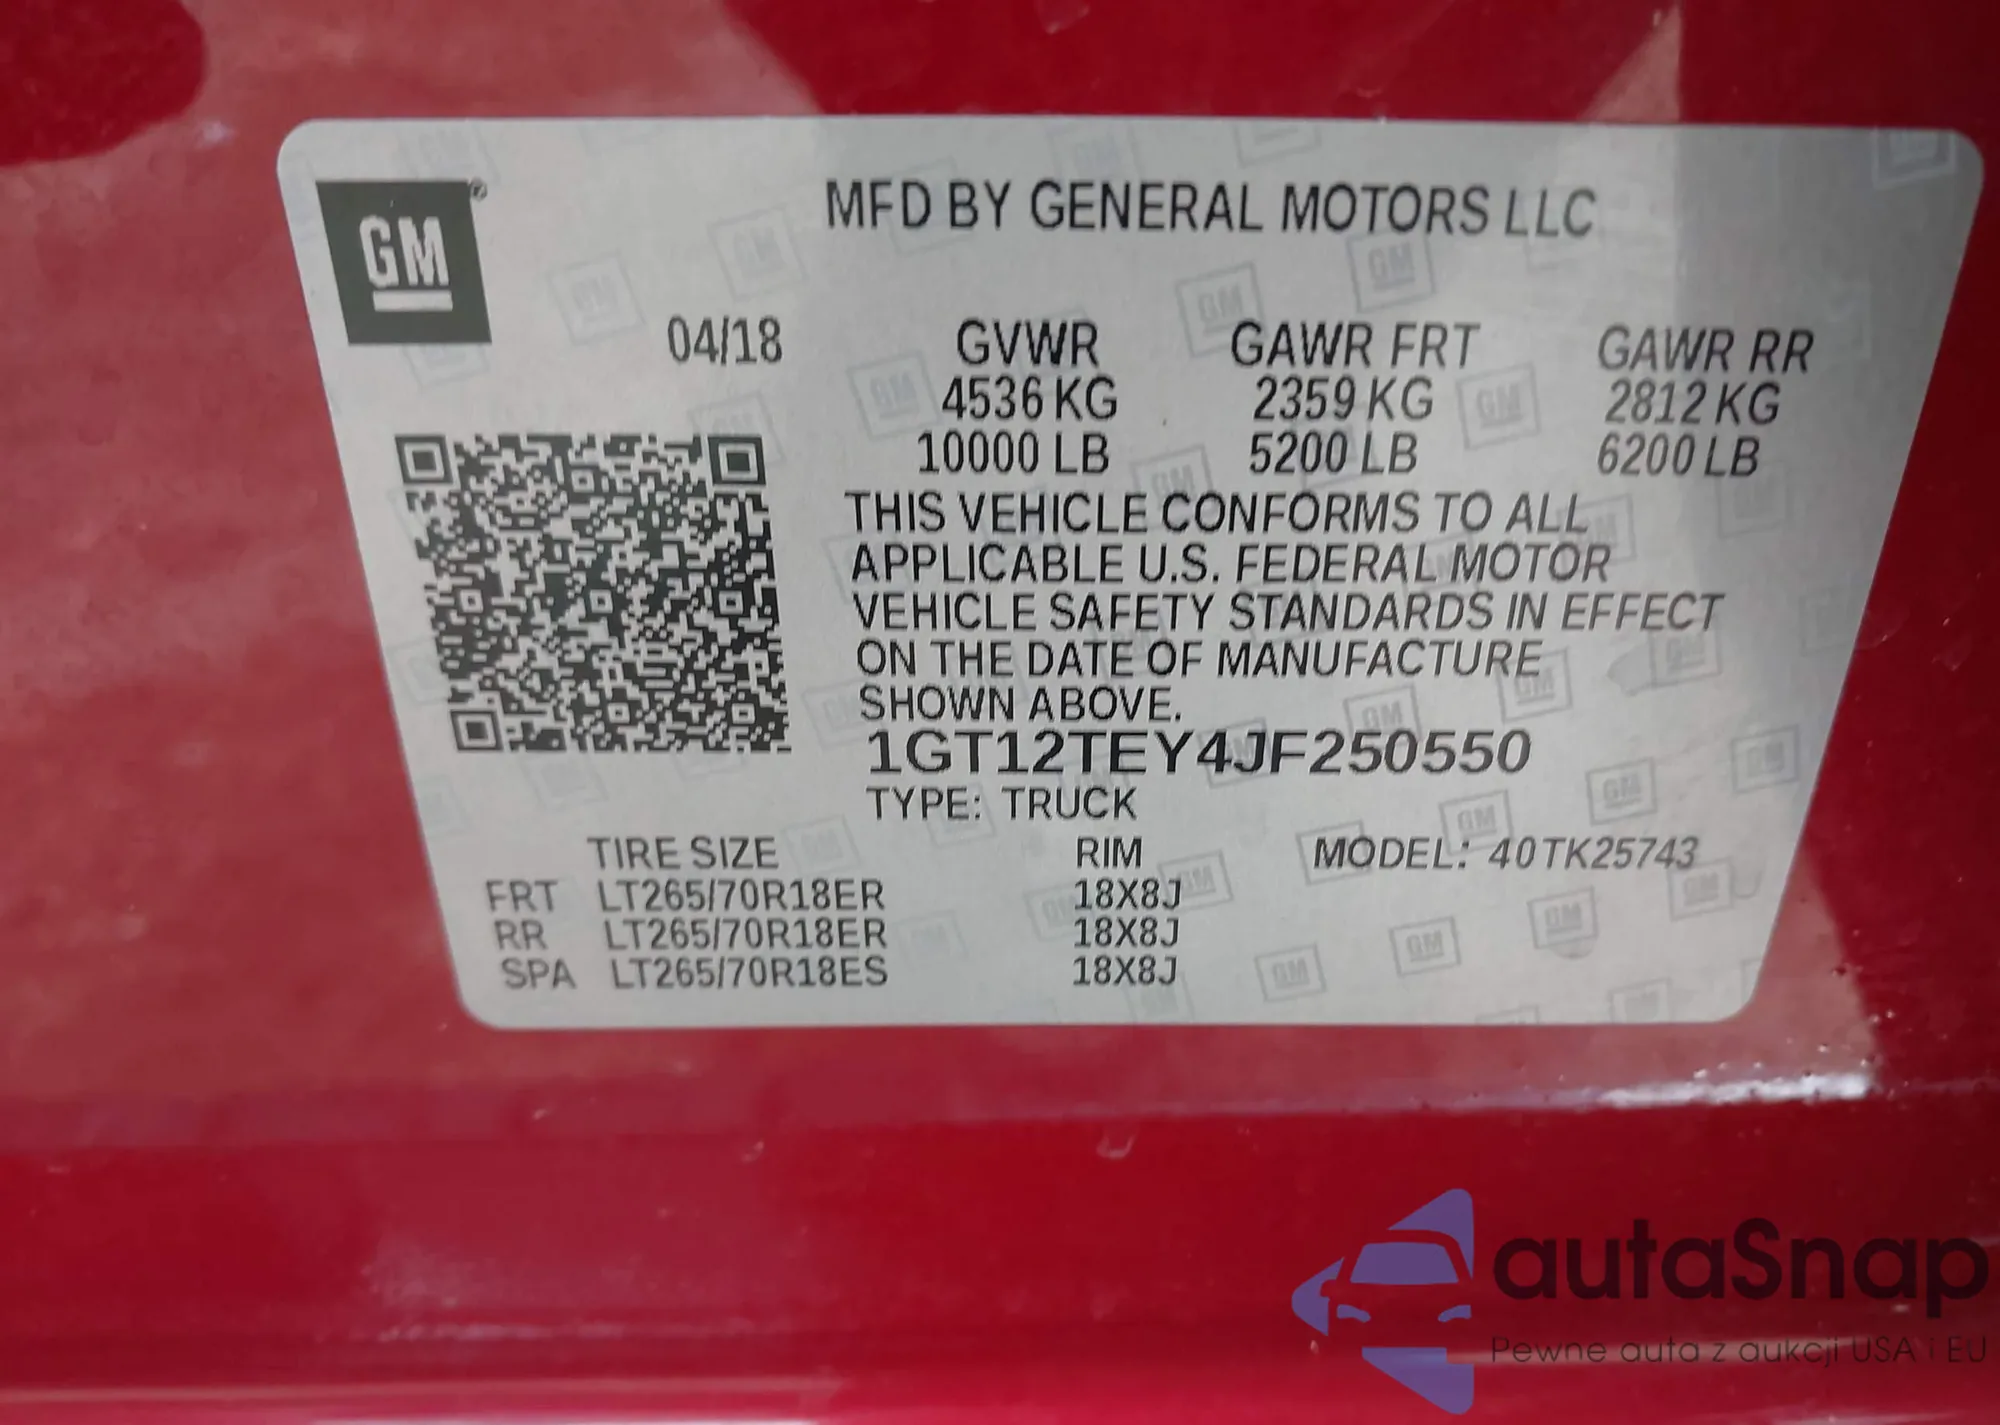 GM®
MFD BY GENERAL MOTORS LLC
04/18 GVWR GAWR FRT GAWR RR
4536 KG 2359 KG 2812 KG
10000 LB 5200 LB 6200 LB
THIS VEHICLE CONFORMS TO ALL
APPLICABLE U.S. FEDERAL MOTOR
VEHICLE SAFETY STANDARDS IN EFFECT
ON THE DATE OF MANUFACTURE
SHOWN ABOVE.
1GT12TEY4JF250550
TYPE: TRUCK
TIRE SIZE RIM MODEL: 40TK25743
FRT LT265/70R18ER 18X8J
RR LT265/70R18ER 18X8J
SPA LT265/70R18ES 18X8J
autaSnap
Pewne auta z aukcji USA i EU